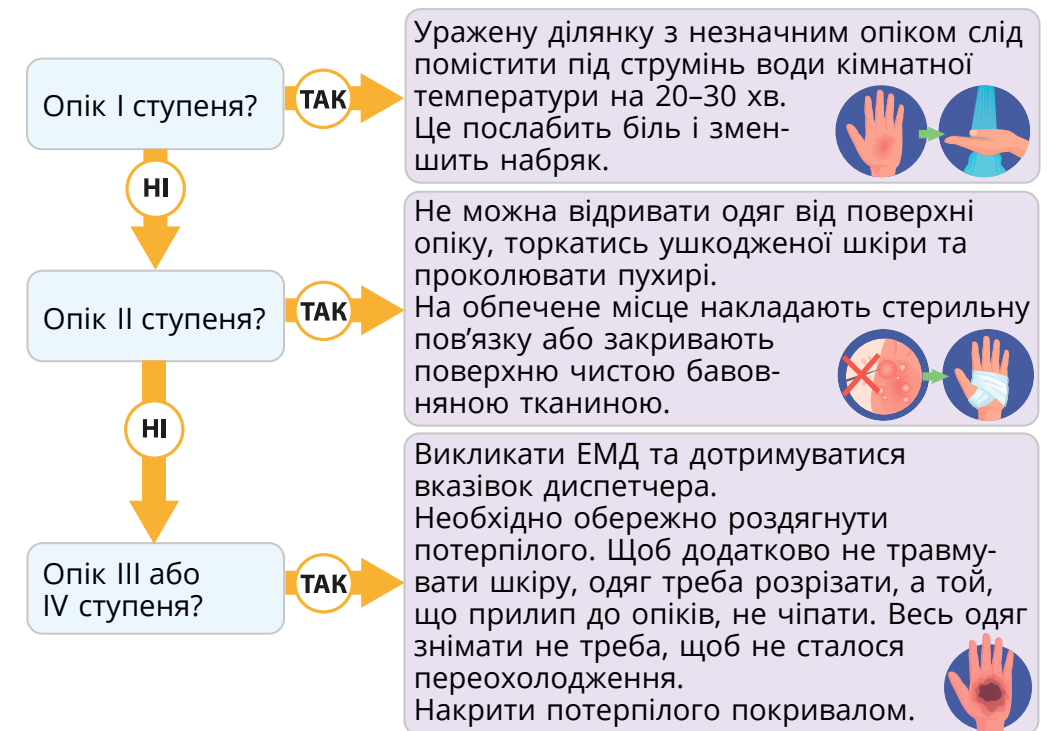 Опік I ступеня?
ТАК
Уражену ділянку з незначним опіком слід
помістити під струмінь води кімнатної
температури на 20–30 хв.
Це послабить біль і змен-
шить набряк.
НІ
Опік II ступеня?
ТАК
Не можна відривати одяг від поверхні
опіку, торкатись ушкодженої шкіри та
проколювати пухирі.
На обпечене місце накладають стерильну
пов’язку або закривають
поверхню чистою бавов-
няною тканиною.
НІ
Опік III або
IV ступеня?
ТАК
Викликати ЕМД та дотримуватися
вказівок диспетчера.
Необхідно обережно роздягнути
потерпілого. Щоб додатково не травму-
вати шкіру, одяг треба розрізати, а той,
що прилип до опіків, не чіпати. Весь одяг
знімати не треба, щоб не сталося
переохолодження.
Накрити потерпілого покривалом.